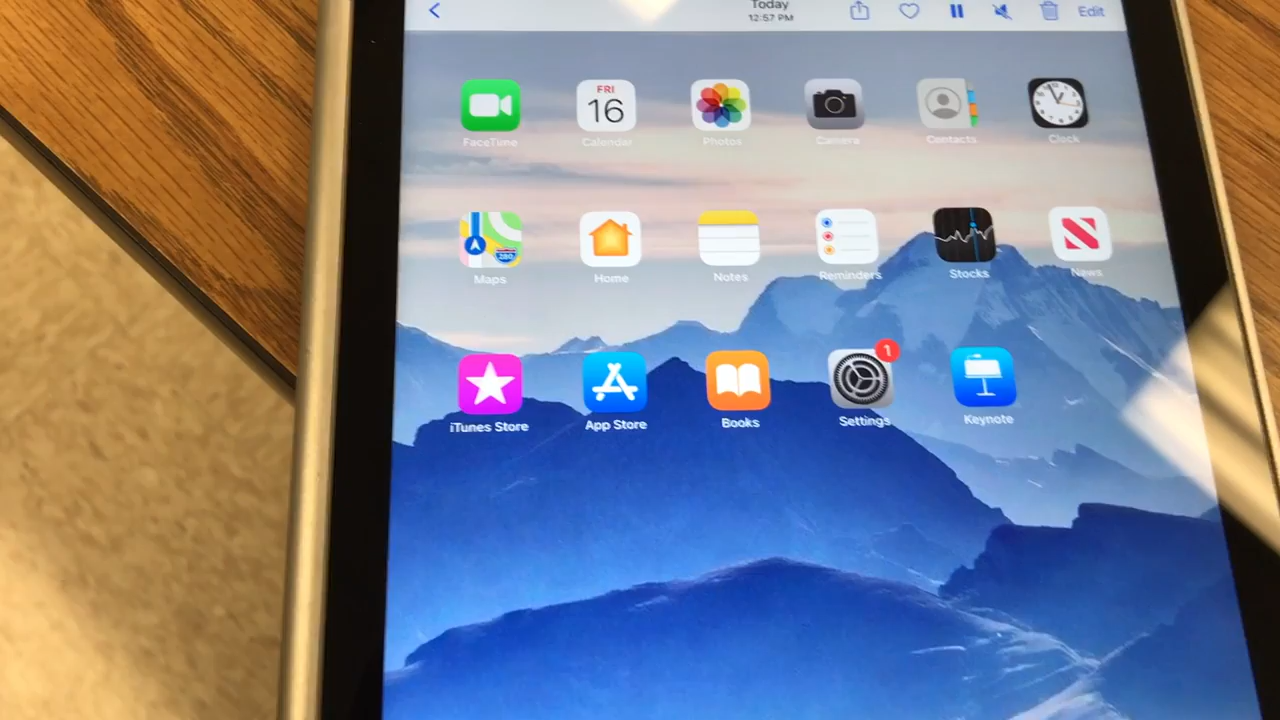 Today
12:57 PM
Edit
FRI
16
FaceTime
Calendar
Photos
Camera
Contacts
Clock
280
Maps
Home
Notes
Reminders
Stocks
News
1
iTunes Store
App Store
Books
Settings
Keynote